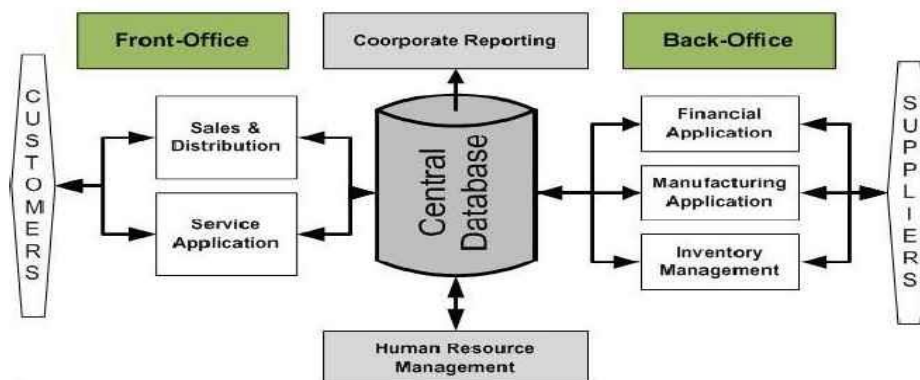 Front-Office
Coorporate Reporting
Back-Office
CUSTOMERS
Sales &
Distribution
Service
Application
Central
Database
Financial
Application
Manufacturing
Application
Inventory
Management
SUPPLIERS
Human Resource
Management